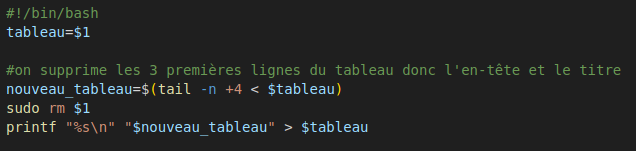 #!/bin/bash
tableau=$1
#on supprime les 3 premières lignes du tableau donc l'en-tête et le titre
nouveau_tableau=$(tail -n +4 < $tableau)
sudo rm $1
printf "%s\n" "$nouveau_tableau" > $tableau